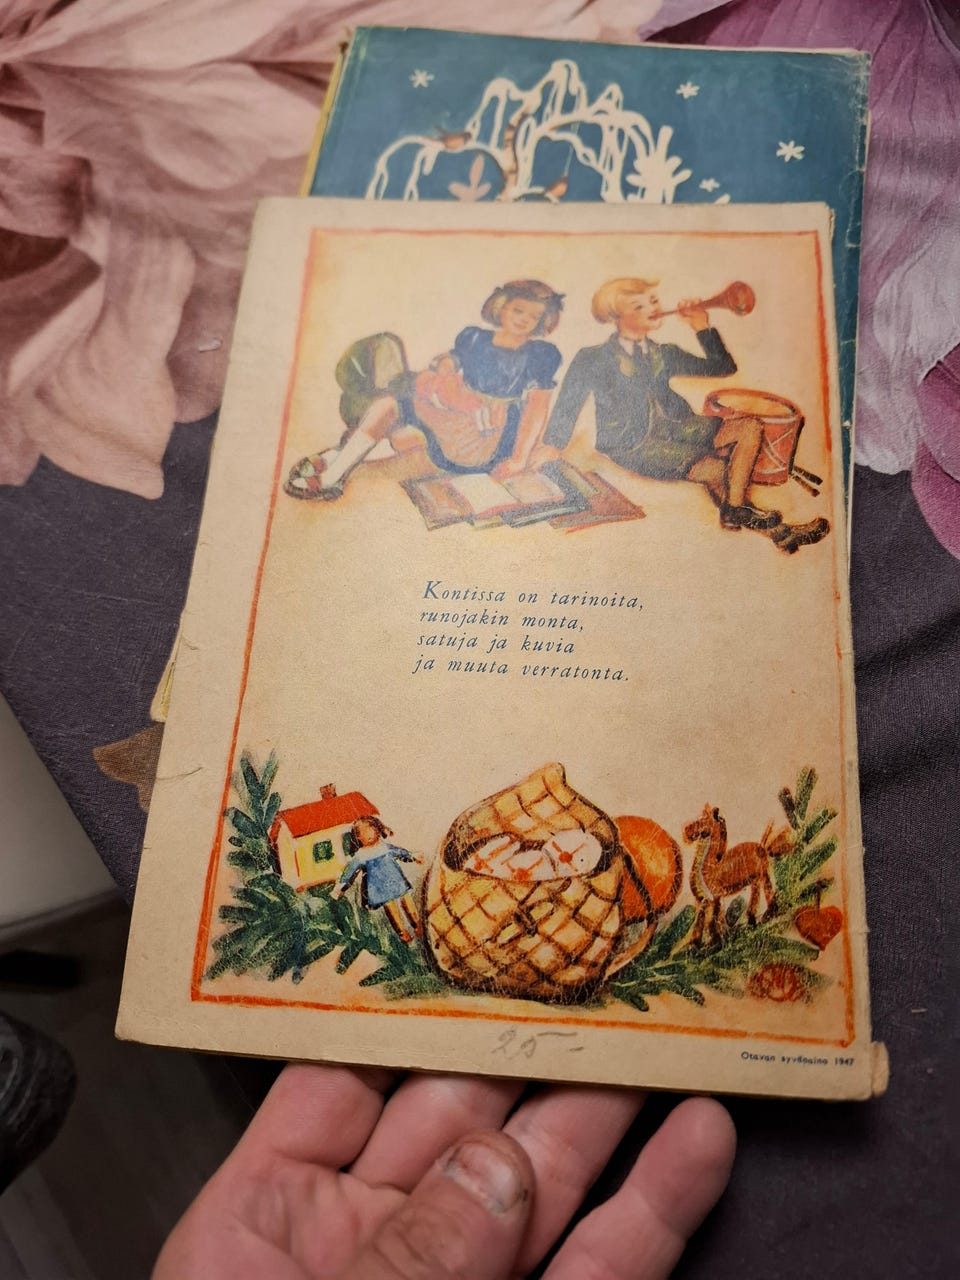 Kontissa on tarinoita,
runojakin monta,
satuja ja kuvia
ja muuta verratonta.
25-
Otavan syväpaino 1947